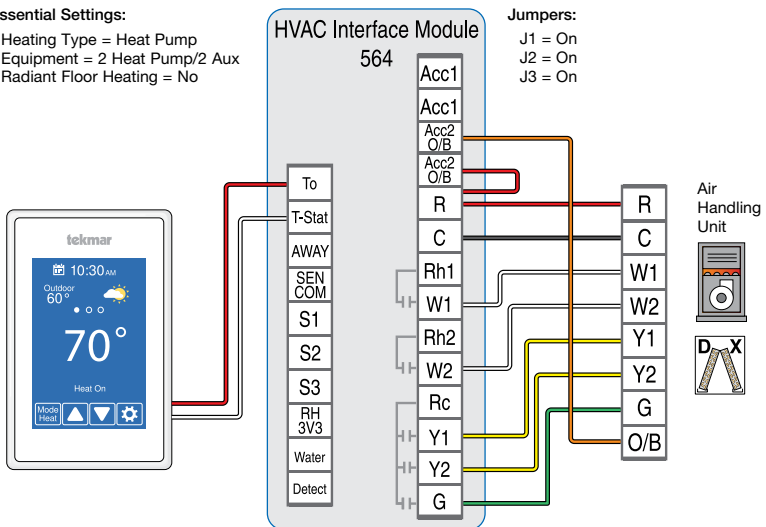 ssential Settings:
Heating Type = Heat Pump
Equipment = 2 Heat Pump/2 Aux
Radiant Floor Heating = No
HVAC Interface Module
564
Jumpers:
J1 = On
J2 = On
J3 = On
Acc1
Acc1
Acc2
O/B
Acc2
O/B
R
C
Rh1
W1
Rh2
W2
Rc
Y1
Y2
G
To
T-Stat
AWAY
SEN
COM
S1
S2
S3
RH
3V3
Water
Detect
tekmar
10:30 AM
Outdoor
60°
70°
Heat On
Mode
Heat
R
C
W1
W2
Y1
Y2
G
O/B
Air
Handling
Unit
D X